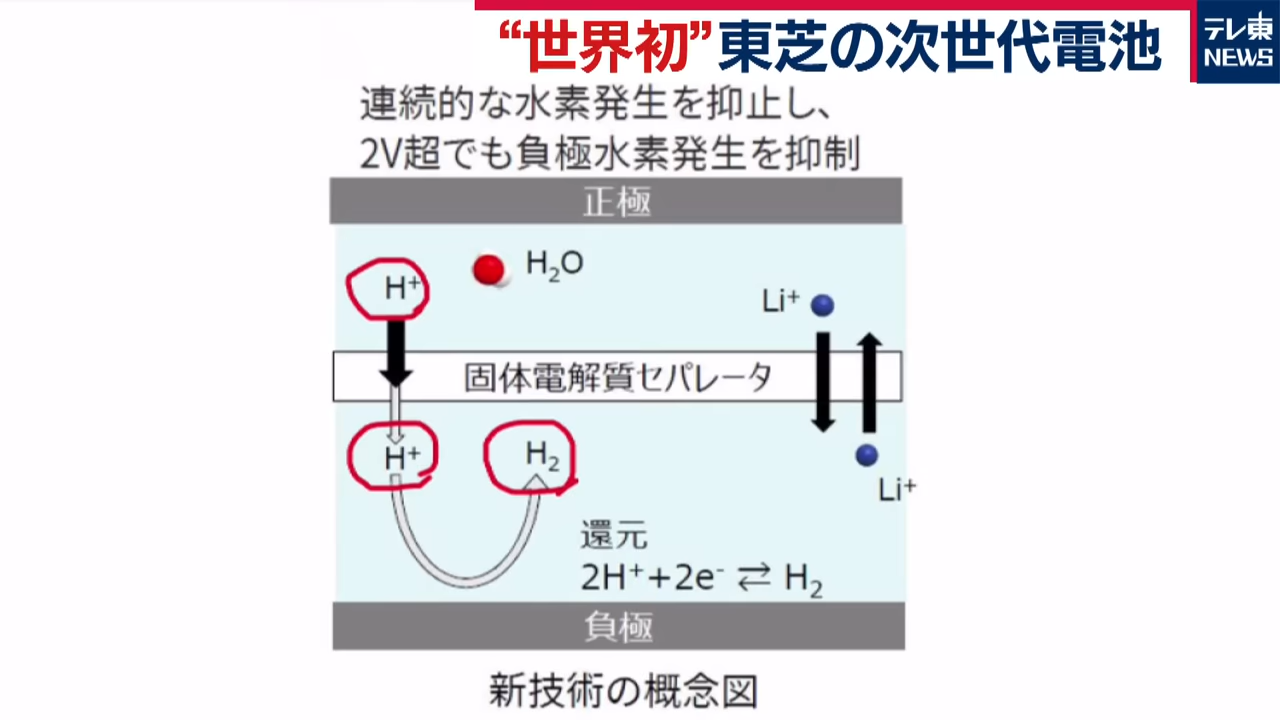 “世界初”東芝の次世代電池
テレ東
NEWS
連続的な水素発生を抑止し、
2V超でも負極水素発生を抑制
正極
H⁺
H₂O
Li⁺
固体電解質セパレータ
H⁺
H₂
Li⁺
還元
2H⁺+2e⁻ ⇄ H₂
負極
新技術の概念図